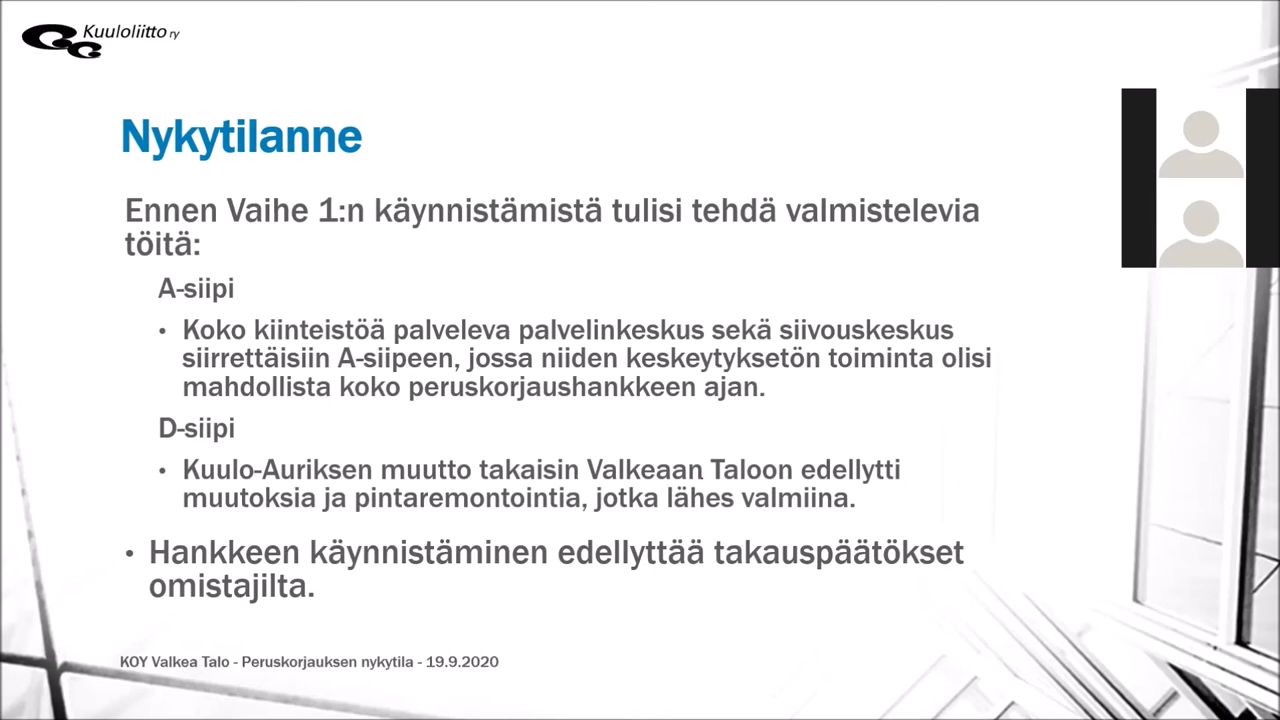 Kuuloliitto ry
Nykytilanne
Ennen Vaihe 1:n käynnistämistä tulisi tehdä valmistelevia
töitä:
A-siipi
• Koko kiinteistöä palveleva palvelinkeskus sekä siivouskeskus
siirrettäisiin A-siipeen, jossa niiden keskeytyksetön toiminta olisi
mahdollista koko peruskorjaushankkeen ajan.
D-siipi
• Kuulo-Auriksen muutto takaisin Valkeaan Taloon edellytti
muutoksia ja pintaremontointia, jotka lähes valmiina.
• Hankkeen käynnistäminen edellyttää takauspäätökset
omistajilta.
KOY Valkea Talo - Peruskorjauksen nykytila - 19.9.2020